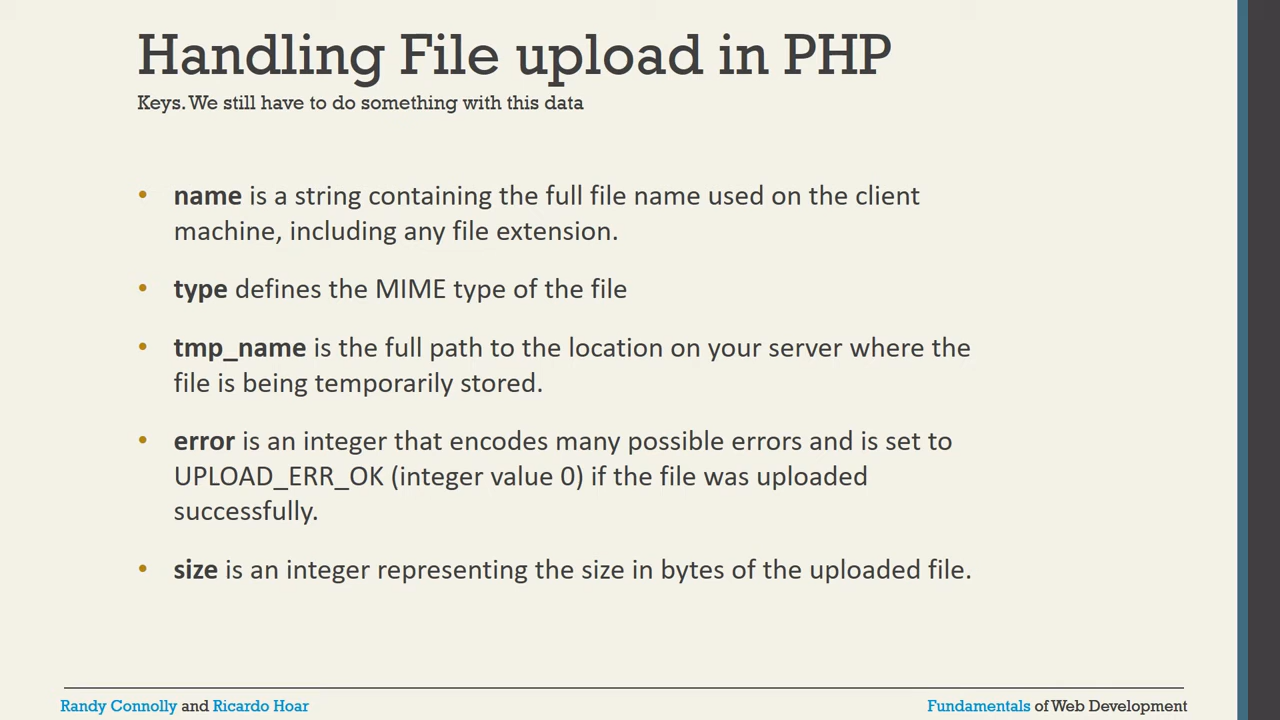 Handling File upload in PHP
Keys. We still have to do something with this data
• name is a string containing the full file name used on the client
machine, including any file extension.
• type defines the MIME type of the file
• tmp_name is the full path to the location on your server where the
file is being temporarily stored.
• error is an integer that encodes many possible errors and is set to
UPLOAD_ERR_OK (integer value 0) if the file was uploaded
successfully.
• size is an integer representing the size in bytes of the uploaded file.
Randy Connolly and Ricardo Hoar
Fundamentals of Web Development